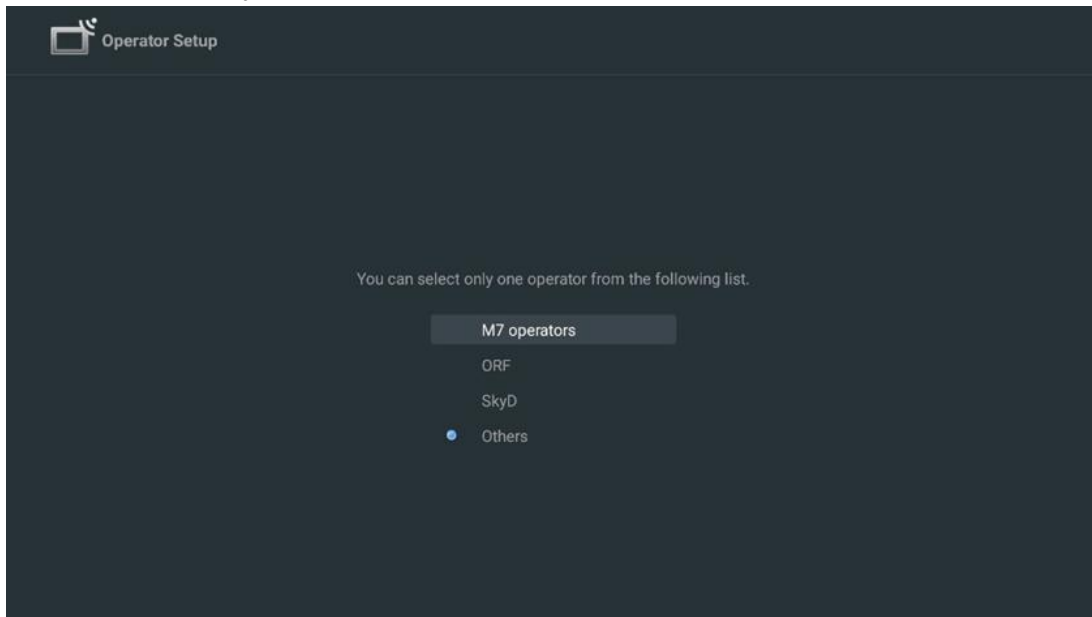 Operator Setup
You can select only one operator from the following list.
M7 operators
ORF
SkyD
Others